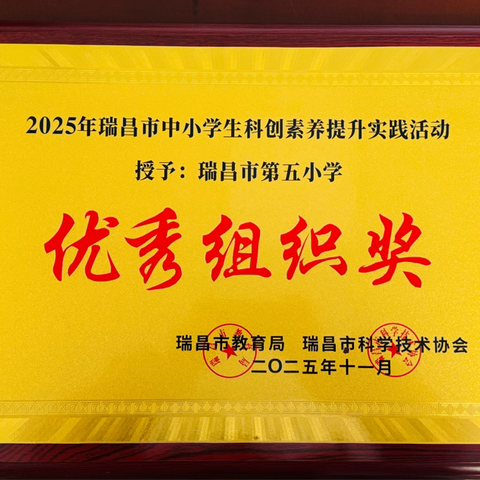 2025年瑞昌市中小学生科创素养提升实践活动
授予：瑞昌市第五小学
优秀组织奖
瑞昌市教育局 瑞昌市科学技术协会
二〇二五年十一月